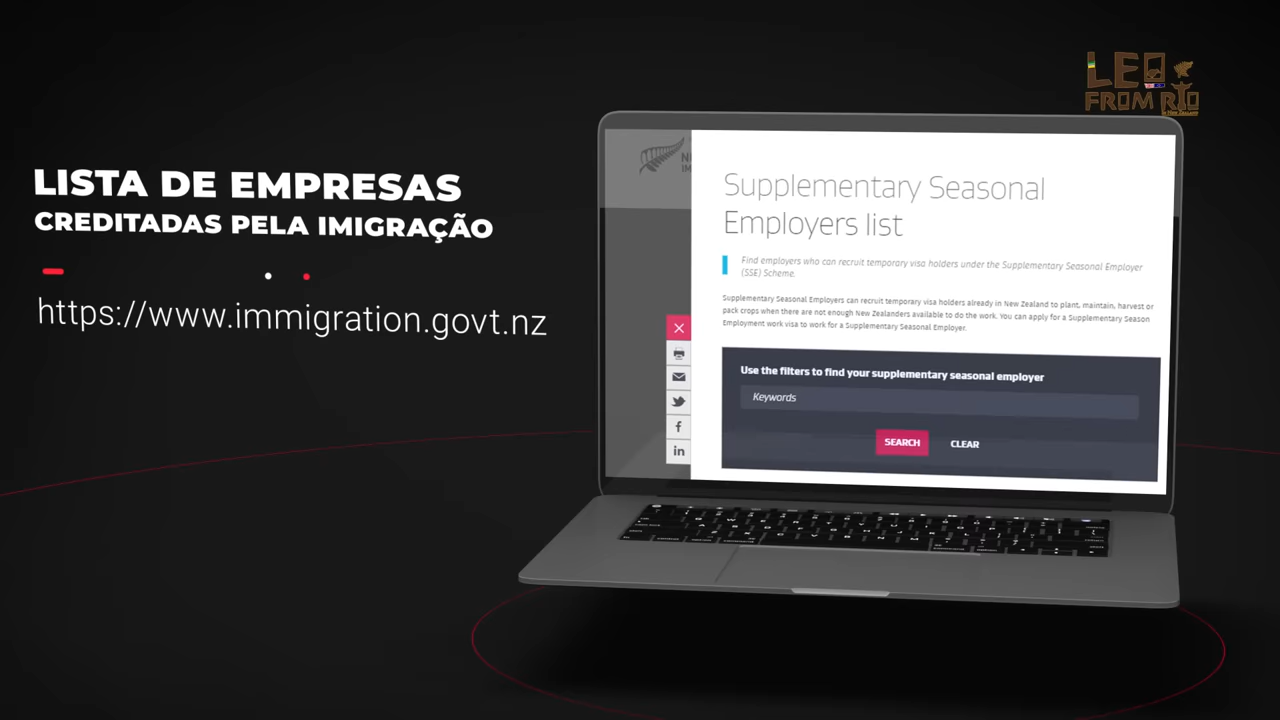 LEO
FROM RIO
LISTA DE EMPRESAS
CREDITADAS PELA IMIGRAÇÃO
https://www.immigration.govt.nz
Supplementary Seasonal
Employers list
Find employers who can recruit temporary visa holders under the Supplementary Seasonal Employer
(SSE) Scheme.
Supplementary Seasonal Employers can recruit temporary visa holders already in New Zealand to plant, maintain, harvest or
pack crops when there are not enough New Zealanders available to do the work. You can apply for a Supplementary Season
Employment work visa to work for a Supplementary Seasonal Employer.
Use the filters to find your supplementary seasonal employer
Keywords
SEARCH CLEAR